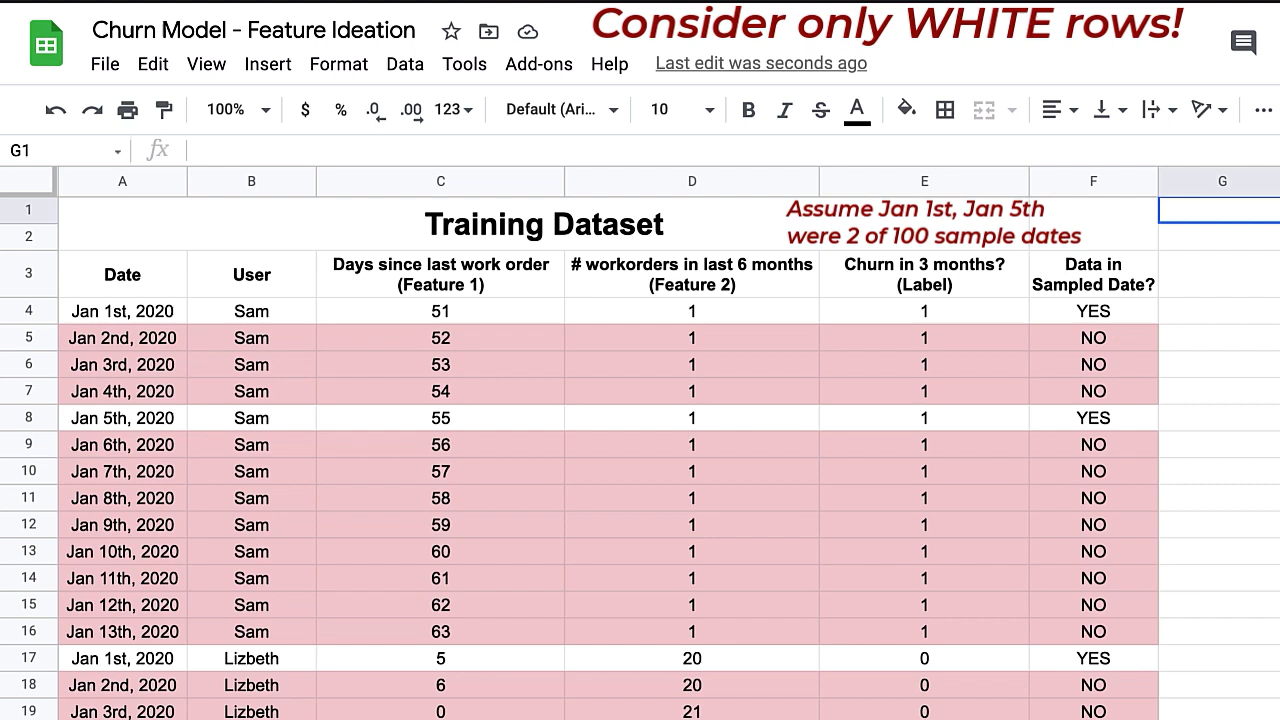 Churn Model - Feature Ideation
Consider only WHITE rows!
File Edit View Insert Format Data Tools Add-ons Help Last edit was seconds ago
100% $ % .0 .00 123 Default (Ari... 10 B I S A ...
G1 fx
A B C D E F G
1 Training Dataset Assume Jan 1st, Jan 5th
2 were 2 of 100 sample dates
3 Date User Days since last work order (Feature 1) # workorders in last 6 months (Feature 2) Churn in 3 months? (Label) Data in Sampled Date?
4 Jan 1st, 2020 Sam 51 1 1 YES
5 Jan 2nd, 2020 Sam 52 1 1 NO
6 Jan 3rd, 2020 Sam 53 1 1 NO
7 Jan 4th, 2020 Sam 54 1 1 NO
8 Jan 5th, 2020 Sam 55 1 1 YES
9 Jan 6th, 2020 Sam 56 1 1 NO
10 Jan 7th, 2020 Sam 57 1 1 NO
11 Jan 8th, 2020 Sam 58 1 1 NO
12 Jan 9th, 2020 Sam 59 1 1 NO
13 Jan 10th, 2020 Sam 60 1 1 NO
14 Jan 11th, 2020 Sam 61 1 1 NO
15 Jan 12th, 2020 Sam 62 1 1 NO
16 Jan 13th, 2020 Sam 63 1 1 NO
17 Jan 1st, 2020 Lizbeth 5 20 0 YES
18 Jan 2nd, 2020 Lizbeth 6 20 0 NO
19 Jan 3rd, 2020 Lizbeth 0 21 0 NO